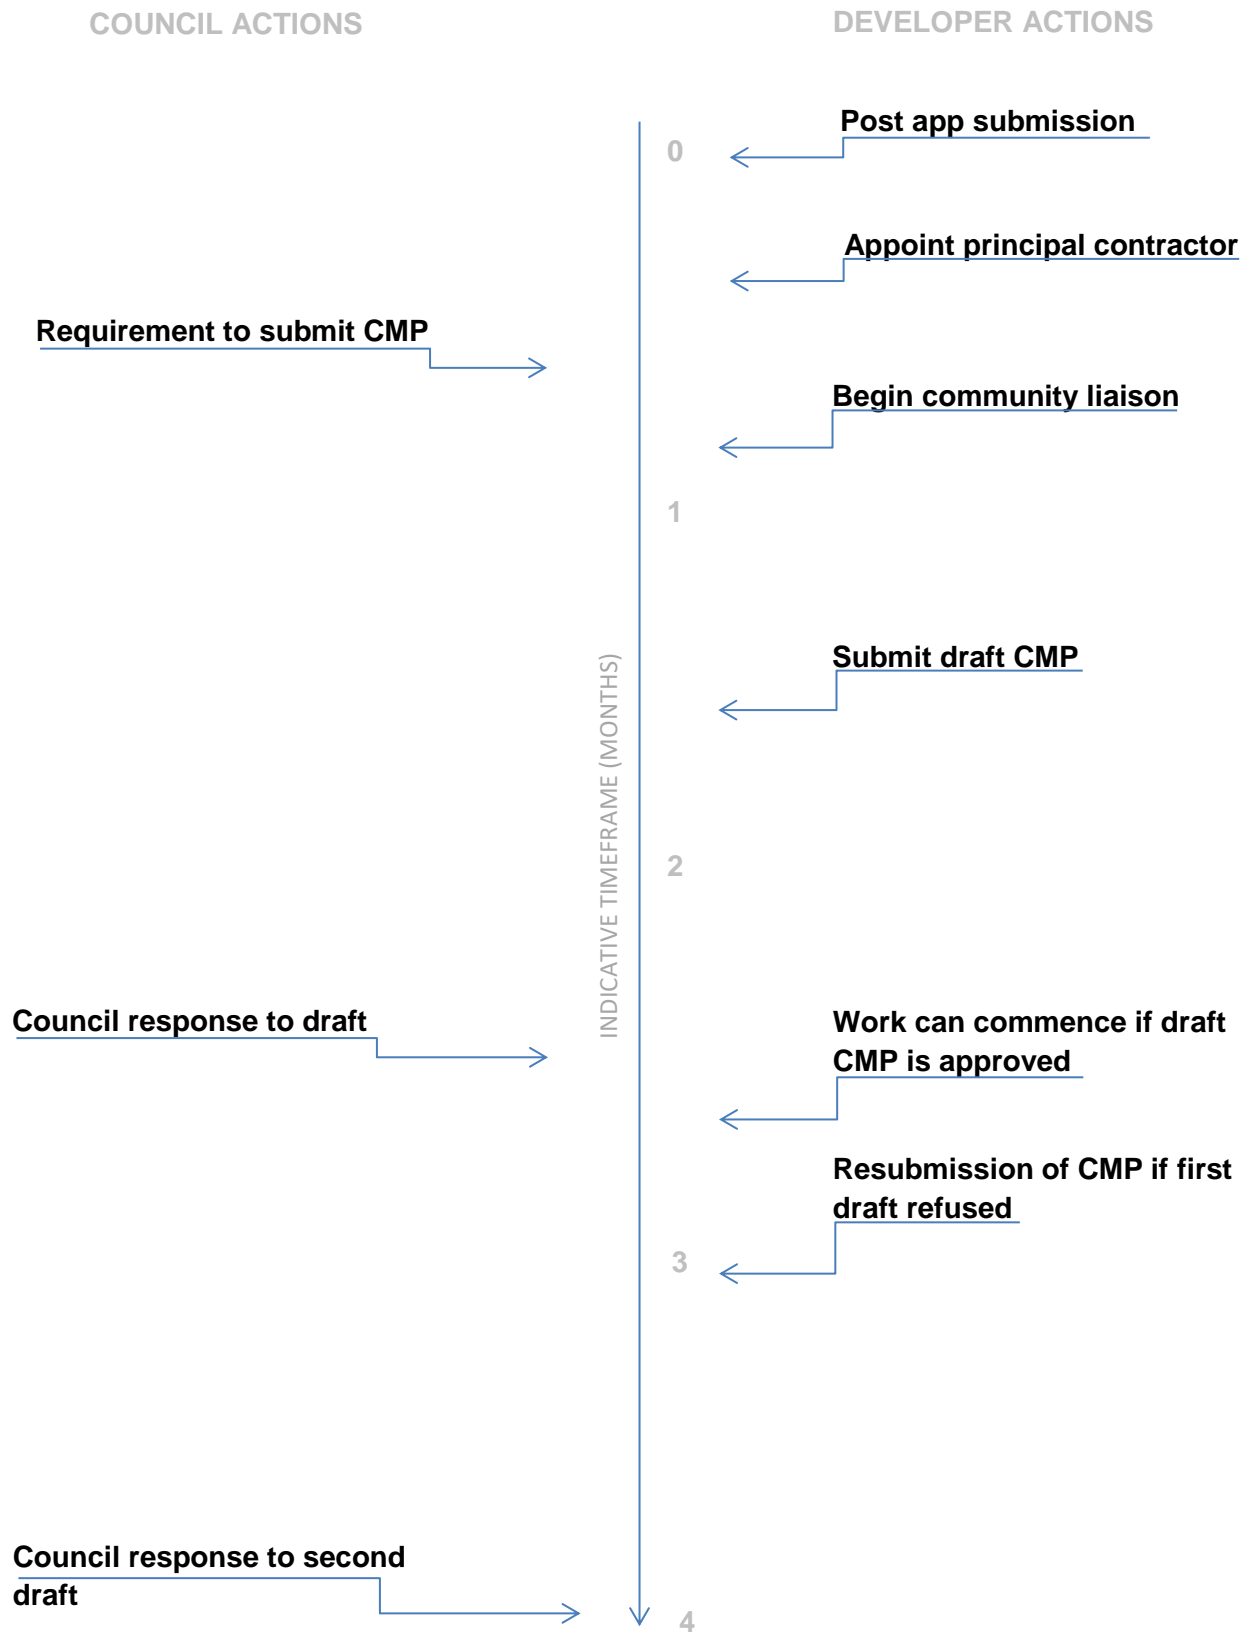 COUNCIL ACTIONS
DEVELOPER ACTIONS
Post app submission
0
Appoint principal contractor
Requirement to submit CMP
Begin community liaison
1
Submit draft CMP
INDICATIVE TIMEFRAME (MONTHS)
2
Council response to draft
Work can commence if draft
CMP is approved
Resubmission of CMP if first
draft refused
3
Council response to second
draft
4